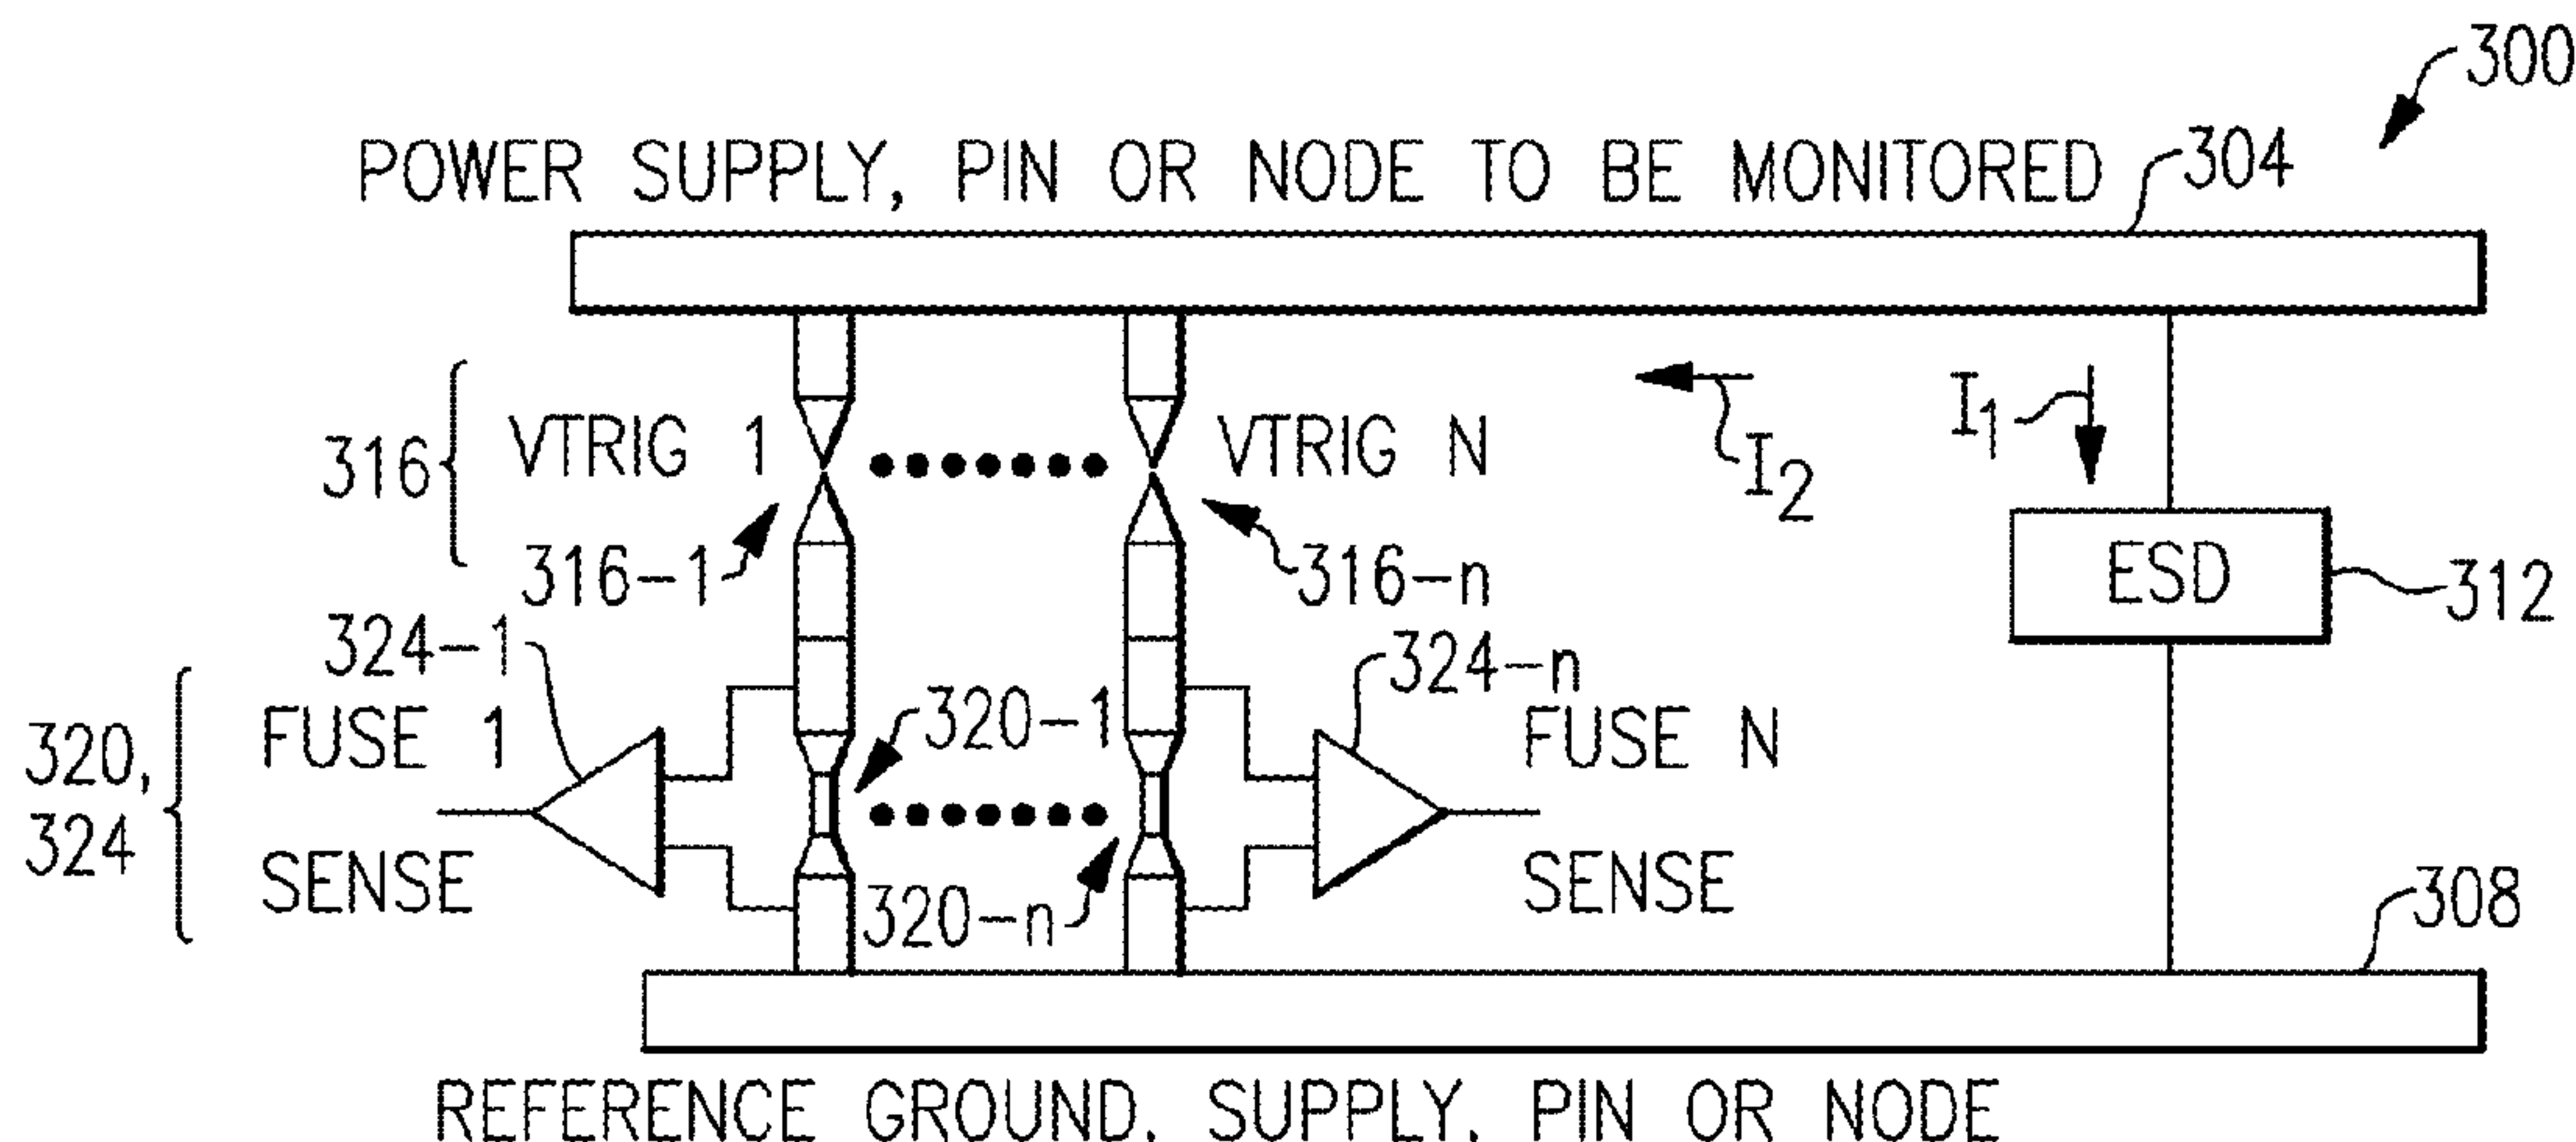 300
POWER SUPPLY, PIN OR NODE TO BE MONITORED
304
316
VTRIG 1
VTRIG N
I1
I2
316-1
316-n
ESD
312
324-1
324-n
320,
324
FUSE 1
320-1
FUSE N
SENSE
320-n
SENSE
308
REFERENCE GROUND, SUPPLY, PIN OR NODE